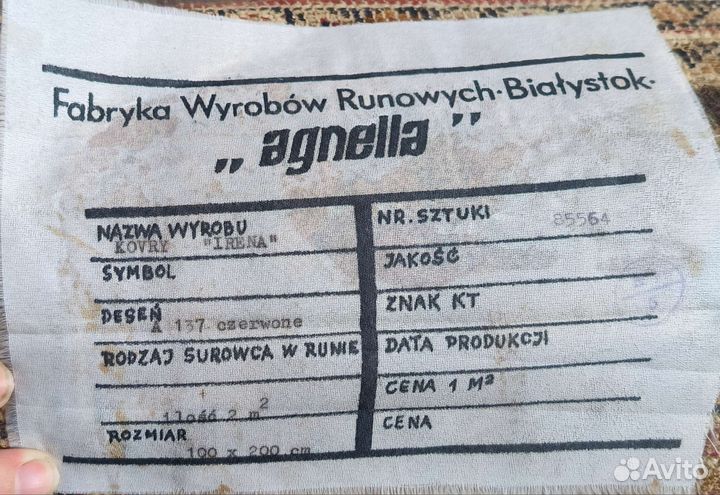 Fabryka Wyrobów Runowych·Białystok·
„agnella”
NAZWA WYROBU
KOVRY "IRENA"
SYMBOL
DESEŃ
A 137 czerwone
RODZAJ SUROWCA W RUNIE
ilość 2 m²
ROZMIAR
100 x 200 cm
NR. SZTUKI 85564
JAKOŚĆ
ZNAK KT
DATA PRODUKCJI
CENA 1 M²
CENA
Avito